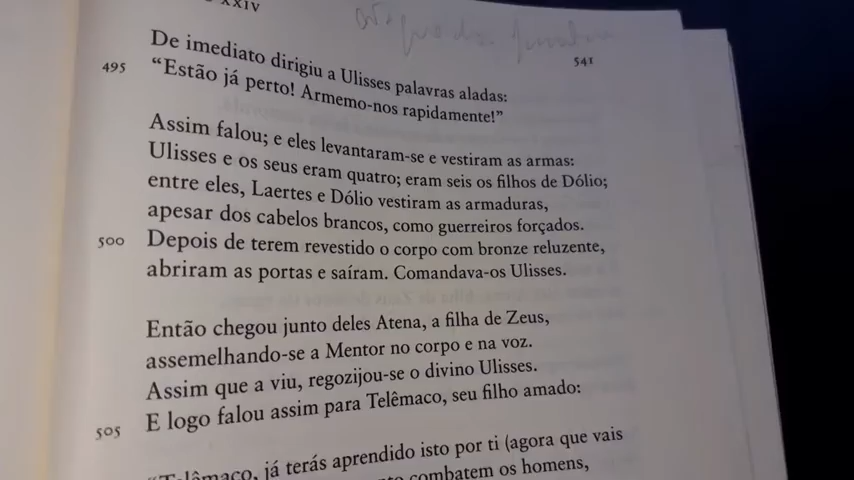 XXIV
541
De imediato dirigiu a Ulisses palavras aladas:
495 “Estão já perto! Armemo-nos rapidamente!”
Assim falou; e eles levantaram-se e vestiram as armas:
Ulisses e os seus eram quatro; eram seis os filhos de Dólio;
entre eles, Laertes e Dólio vestiram as armaduras,
apesar dos cabelos brancos, como guerreiros forçados.
500 Depois de terem revestido o corpo com bronze reluzente,
abriram as portas e saíram. Comandava-os Ulisses.
Então chegou junto deles Atena, a filha de Zeus,
assemelhando-se a Mentor no corpo e na voz.
Assim que a viu, regozijou-se o divino Ulisses.
505 E logo falou assim para Telêmaco, seu filho amado:
“Telêmaco, já terás aprendido isto por ti (agora que vais
combatem os homens,